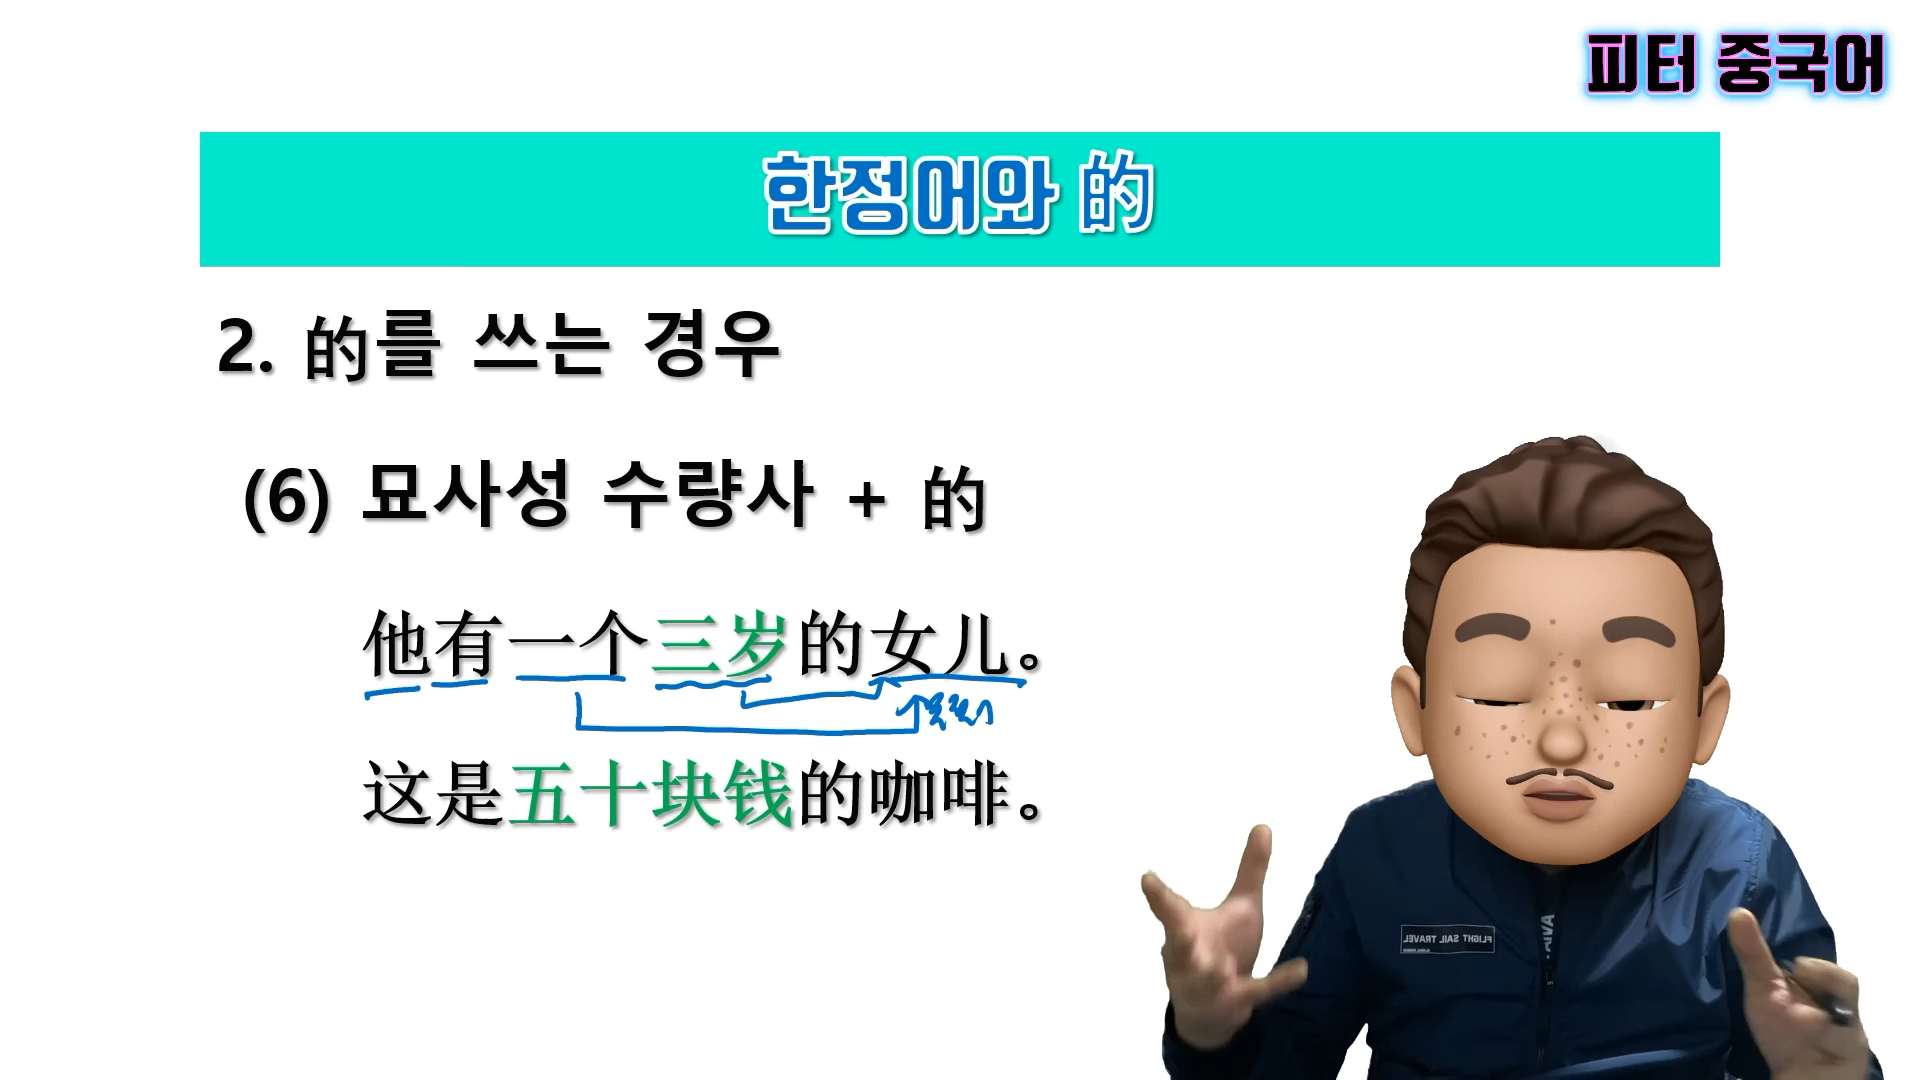 피터 중국어
한정어와 的
2. 的를 쓰는 경우
(6) 묘사성 수량사 + 的
他有一个三岁的女儿。
这是五十块钱的咖啡。
FLIGHT SAIL TRAVEL